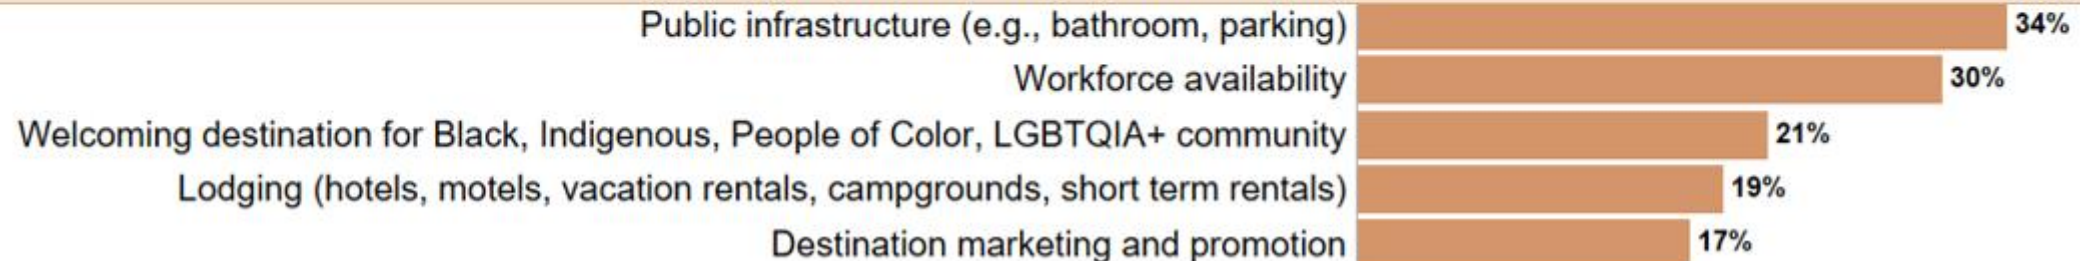 Public infrastructure (e.g., bathroom, parking) 34%
Workforce availability 30%
Welcoming destination for Black, Indigenous, People of Color, LGBTQIA+ community 21%
Lodging (hotels, motels, vacation rentals, campgrounds, short term rentals) 19%
Destination marketing and promotion 17%